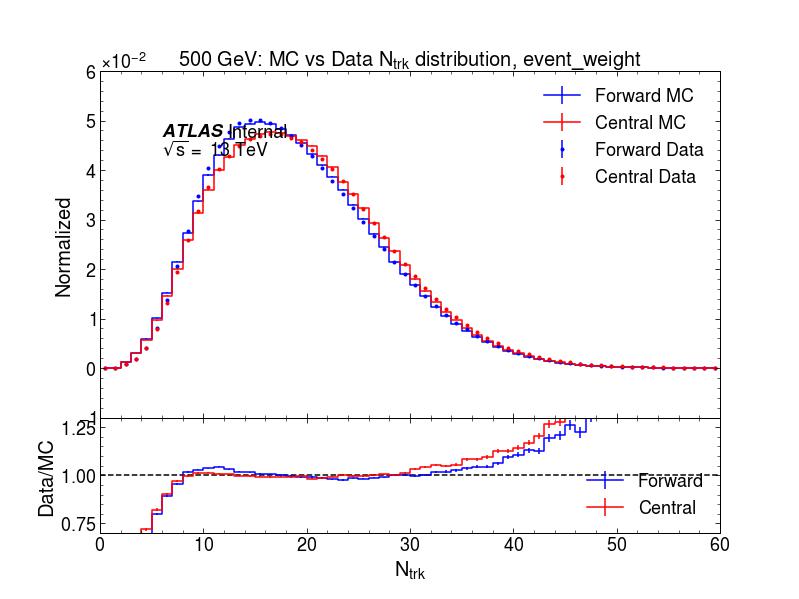 ×10⁻² 500 GeV: MC vs Data N_trk distribution, event_weight
6
5
4
3
2
1
0
−1
Normalized
ATLAS Internal
√s = 13 TeV
Forward MC
Central MC
Forward Data
Central Data
1.25
1.00
0.75
Data/MC
Forward
Central
0 10 20 30 40 50 60
N_trk